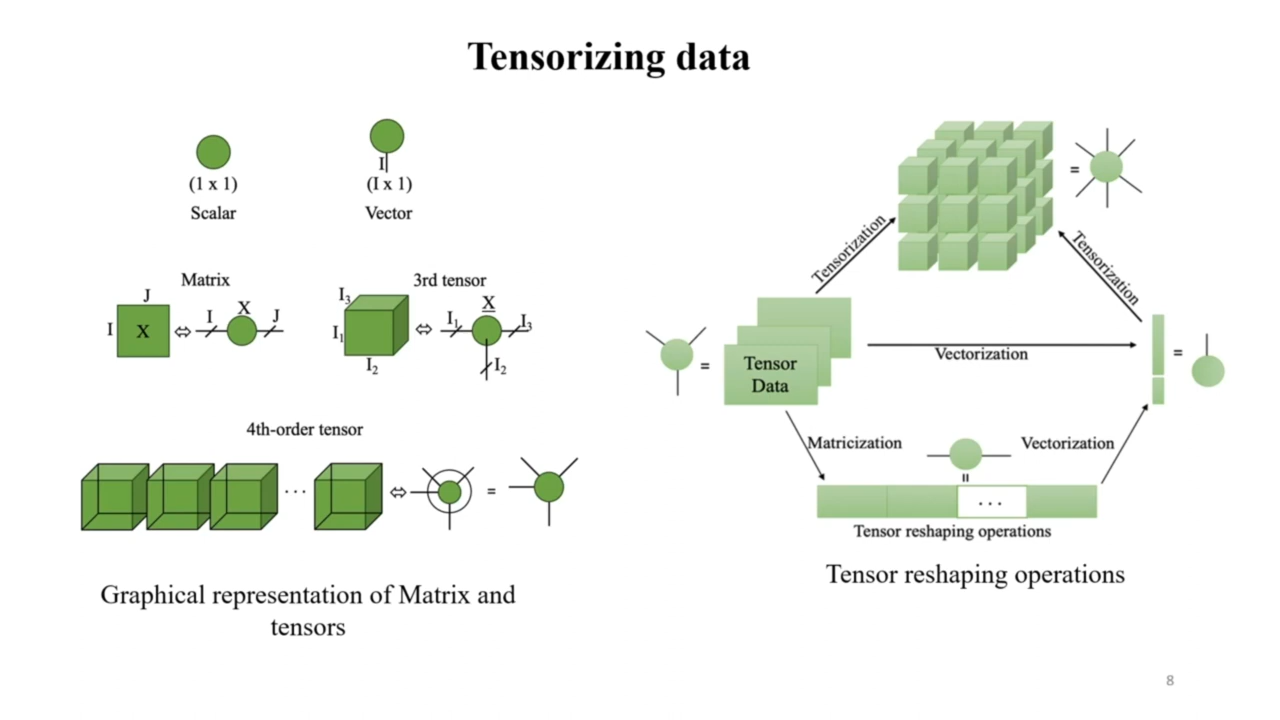 Tensorizing data
I
(1 x 1)
(I x 1)
Scalar
Vector
Matrix
J
I
X
⇔
I
X
J
3rd tensor
I₃
I₁
I₂
⇔
I₁
X
I₃
I₂
4th-order tensor
...
⇔
=
Graphical representation of Matrix and
tensors
=
Tensorization
Tensorization
=
Tensor
Data
Vectorization
=
Matricization
Vectorization
=
...
Tensor reshaping operations
Tensor reshaping operations
8